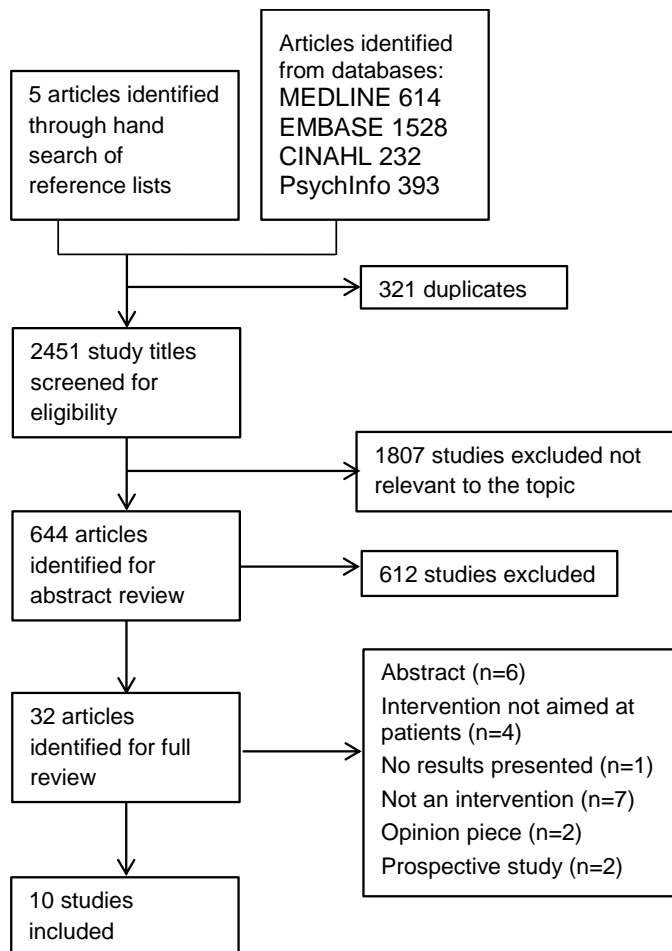 5 articles identified
through hand
search of
reference lists
Articles identified
from databases:
MEDLINE 614
EMBASE 1528
CINAHL 232
PsychInfo 393
321 duplicates
2451 study titles
screened for
eligibility
1807 studies excluded not
relevant to the topic
644 articles
identified for
abstract review
612 studies excluded
32 articles
identified for full
review
Abstract (n=6)
Intervention not aimed at
patients (n=4)
No results presented (n=1)
Not an intervention (n=7)
Opinion piece (n=2)
Prospective study (n=2)
10 studies
included